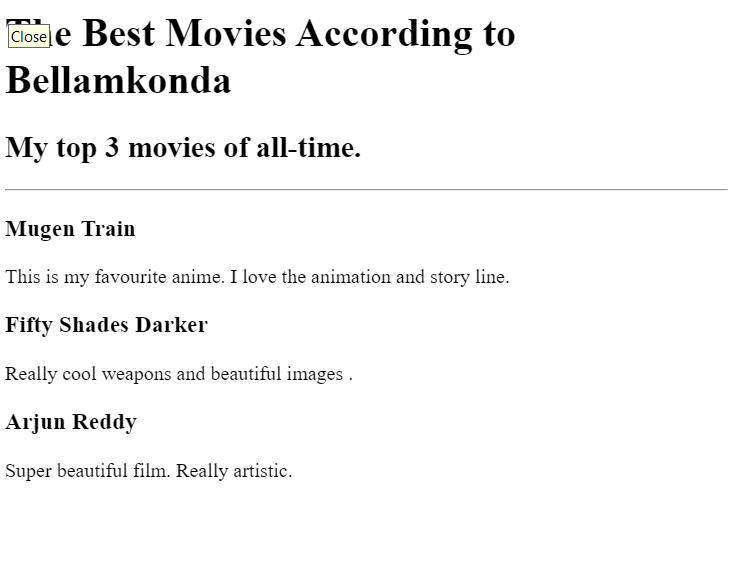 Close
The Best Movies According to
Bellamkonda
My top 3 movies of all-time.
Mugen Train
This is my favourite anime. I love the animation and story line.
Fifty Shades Darker
Really cool weapons and beautiful images .
Arjun Reddy
Super beautiful film. Really artistic.